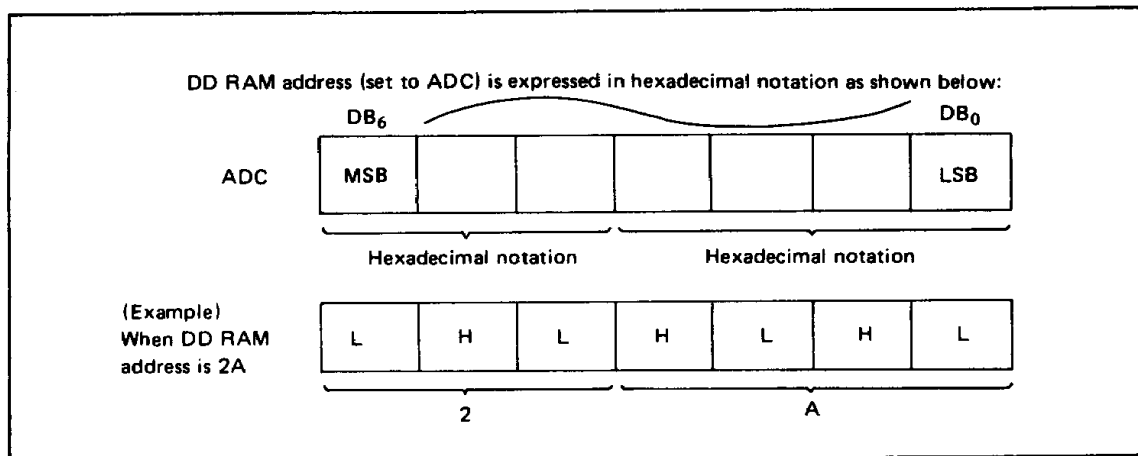 DD RAM address (set to ADC) is expressed in hexadecimal notation as shown below:
DB6 DB0
ADC MSB LSB
Hexadecimal notation Hexadecimal notation
(Example)
When DD RAM
address is 2A
L H L H L H L
2 A